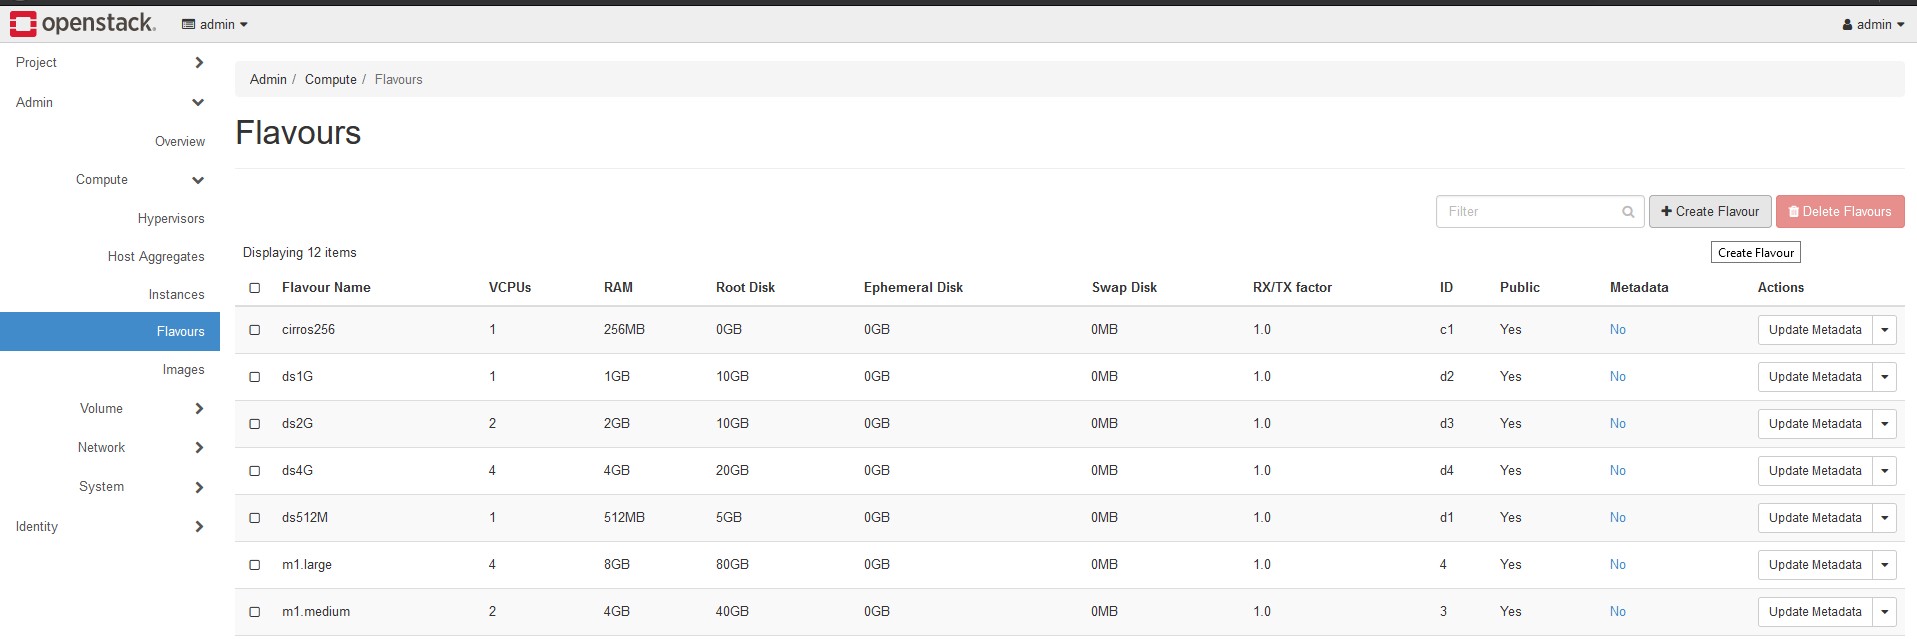 openstack. admin admin
Project
Admin
Overview
Compute
Hypervisors
Host Aggregates
Instances
Flavours
Images
Volume
Network
System
Identity
Admin / Compute / Flavours
Flavours
Filter Create Flavour Delete Flavours
Create Flavour
Displaying 12 items
Flavour Name VCPUs RAM Root Disk Ephemeral Disk Swap Disk RX/TX factor ID Public Metadata Actions
cirros256 1 256MB 0GB 0GB 0MB 1.0 c1 Yes No Update Metadata
ds1G 1 1GB 10GB 0GB 0MB 1.0 d2 Yes No Update Metadata
ds2G 2 2GB 10GB 0GB 0MB 1.0 d3 Yes No Update Metadata
ds4G 4 4GB 20GB 0GB 0MB 1.0 d4 Yes No Update Metadata
ds512M 1 512MB 5GB 0GB 0MB 1.0 d1 Yes No Update Metadata
m1.large 4 8GB 80GB 0GB 0MB 1.0 4 Yes No Update Metadata
m1.medium 2 4GB 40GB 0GB 0MB 1.0 3 Yes No Update Metadata